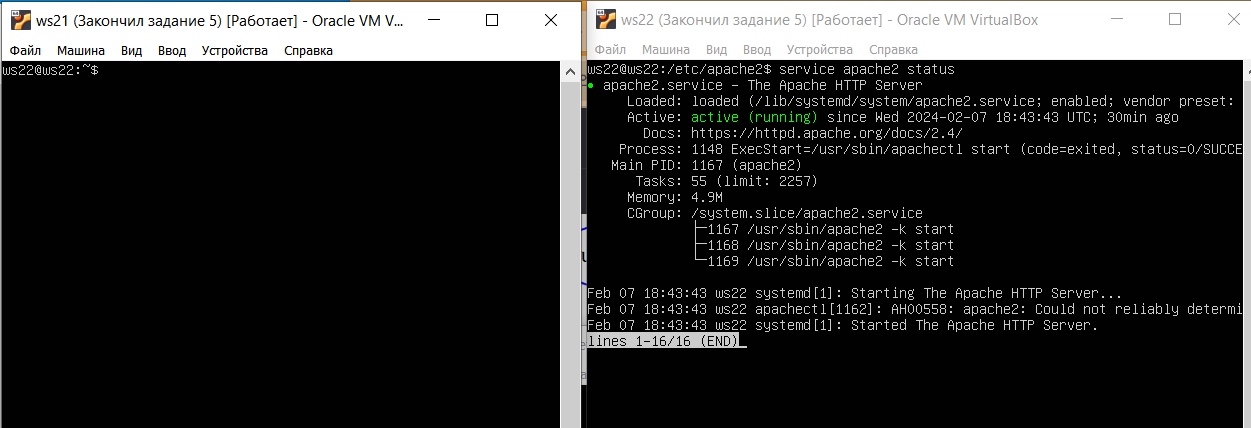 ws21 (Закончил задание 5) [Работает] - Oracle VM V...
Файл Машина Вид Ввод Устройства Справка
ws22@ws22:~$
ws22 (Закончил задание 5) [Работает] - Oracle VM VirtualBox
Файл Машина Вид Ввод Устройства Справка
ws22@ws22:/etc/apache2$ service apache2 status
● apache2.service - The Apache HTTP Server
Loaded: loaded (/lib/systemd/system/apache2.service; enabled; vendor preset:
Active: active (running) since Wed 2024-02-07 18:43:43 UTC; 30min ago
Docs: https://httpd.apache.org/docs/2.4/
Process: 1148 ExecStart=/usr/sbin/apachectl start (code=exited, status=0/SUCCE
Main PID: 1167 (apache2)
Tasks: 55 (limit: 2257)
Memory: 4.9M
CGroup: /system.slice/apache2.service
├─1167 /usr/sbin/apache2 -k start
├─1168 /usr/sbin/apache2 -k start
└─1169 /usr/sbin/apache2 -k start
Feb 07 18:43:43 ws22 systemd[1]: Starting The Apache HTTP Server...
Feb 07 18:43:43 ws22 apachectl[1162]: AH00558: apache2: Could not reliably determi
Feb 07 18:43:43 ws22 systemd[1]: Started The Apache HTTP Server.
lines 1-16/16 (END)